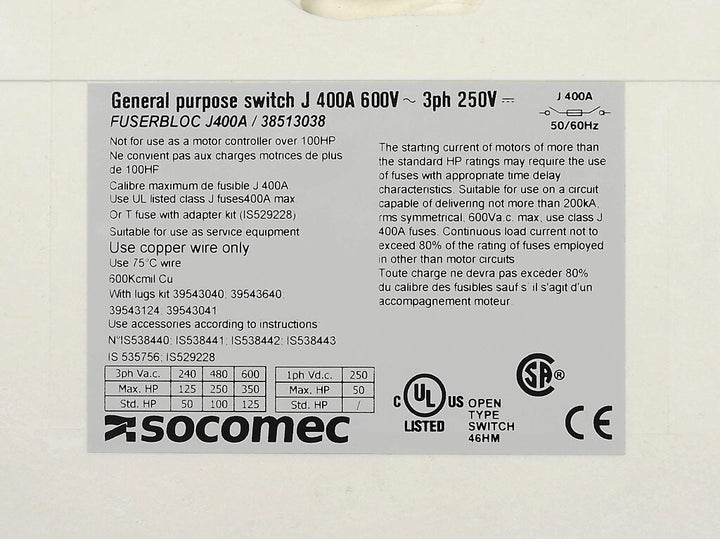 General purpose switch J 400A 600V ~ 3ph 250V ⎓
FUSERBLOC J400A / 38513038
J 400A
50/60Hz
Not for use as a motor controller over 100HP
Ne convient pas aux charges motrices de plus
de 100HP
Calibre maximum de fusible J 400A
Use UL listed class J fuses400A max
Or T fuse with adapter kit (IS529228)
Suitable for use as service equipment
Use copper wire only
Use 75°C wire
600Kcmil Cu
With lugs kit 39543040; 39543640;
39543124; 39543041
Use accessories according to instructions
N°IS538440; IS538441; IS538442; IS538443
IS 535756; IS529228
The starting current of motors of more than
the standard HP ratings may require the use
of fuses with appropriate time delay
characteristics. Suitable for use on a circuit
capable of delivering not more than 200kA,
rms symmetrical, 600Va.c. max, use class J
400A fuses. Continuous load current not to
exceed 80% of the rating of fuses employed
in other than motor circuits
Toute charge ne devra pas excéder 80%
du calibre des fusibles sauf s'il s'agit d'un
accompagnement moteur.
3ph Va.c. 240 480 600
Max. HP 125 250 350
Std. HP 50 100 125
1ph Vd.c. 250
Max. HP 50
Std. HP /
socomec
C UL US
LISTED
OPEN
TYPE
SWITCH
46HM
SA ®
CE